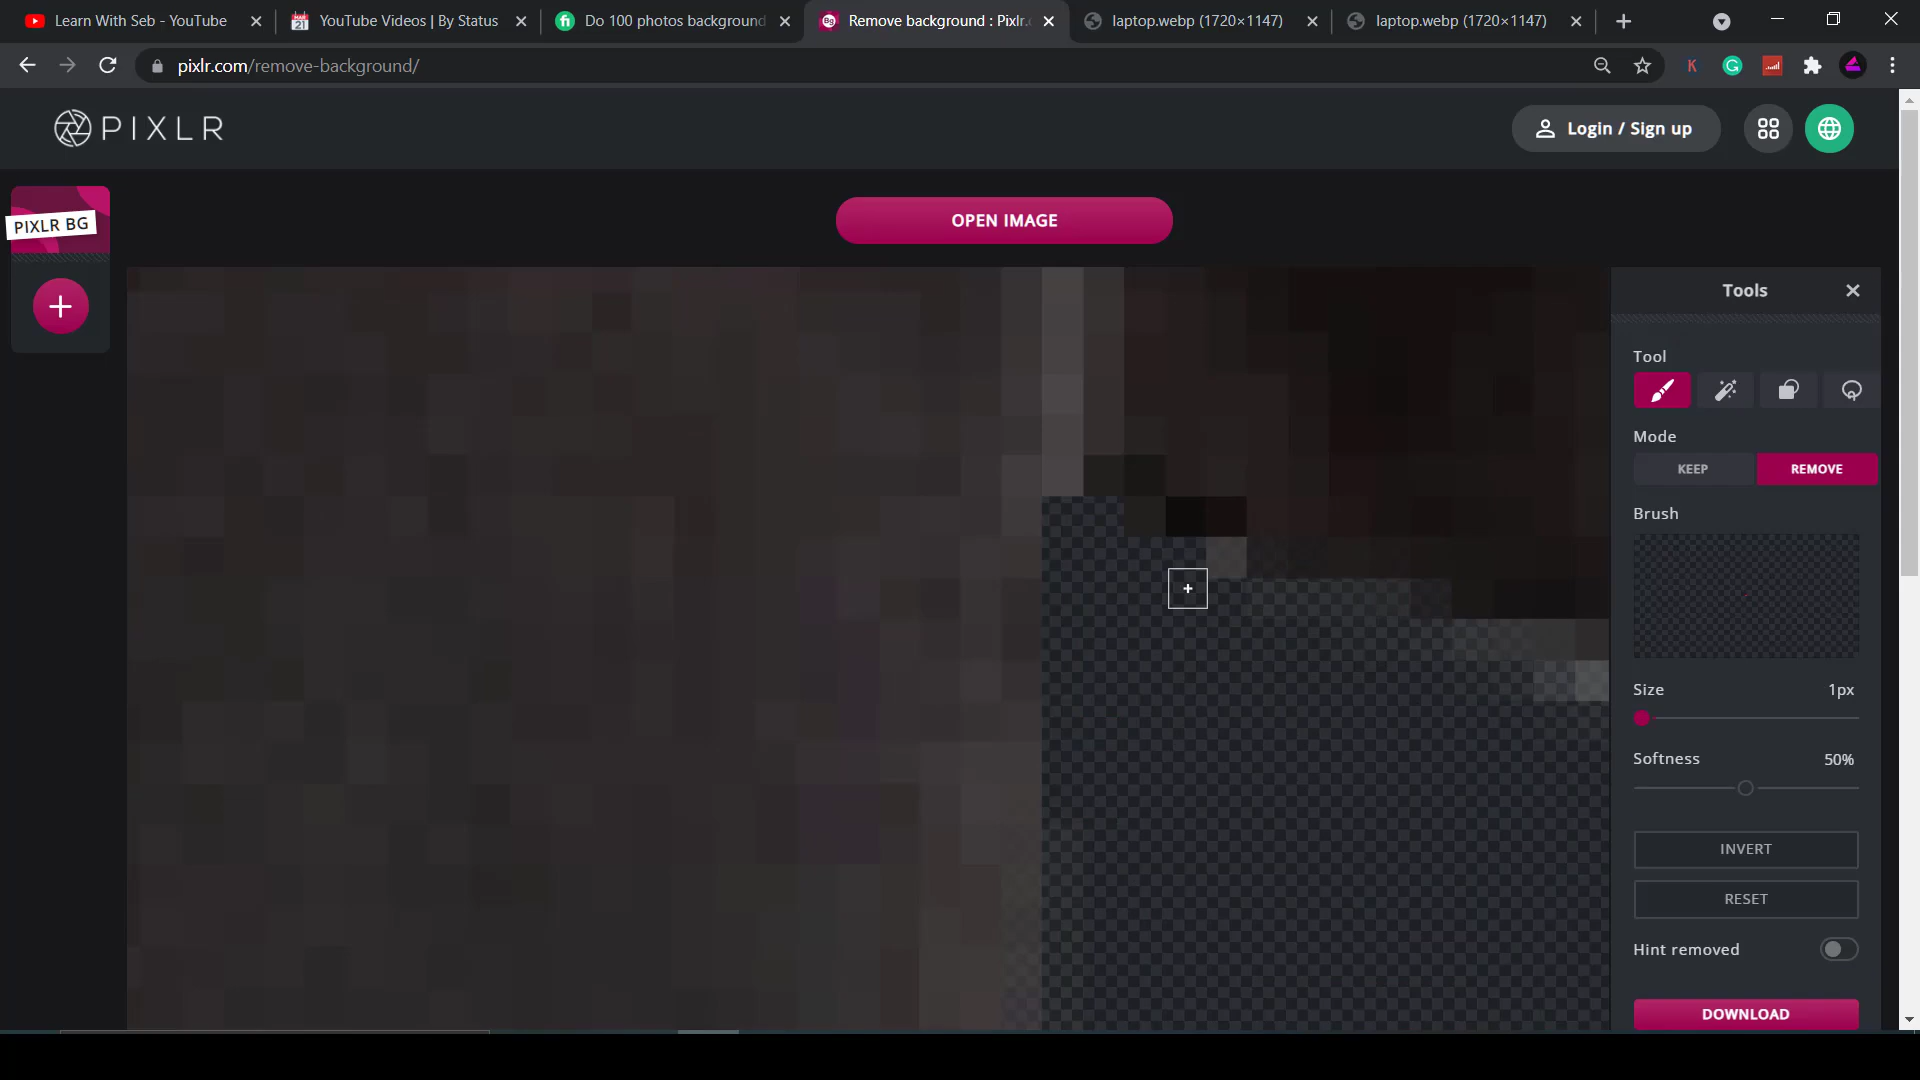 Learn With Seb - YouTube
YouTube Videos | By Status
Do 100 photos background
Remove background : Pixlr.c
laptop.webp (1720×1147)
laptop.webp (1720×1147)
pixlr.com/remove-background/
PIXLR
Login / Sign up
PIXLR BG
OPEN IMAGE
Tools
Tool
Mode
KEEP
REMOVE
Brush
Size
1px
Softness
50%
INVERT
RESET
Hint removed
DOWNLOAD